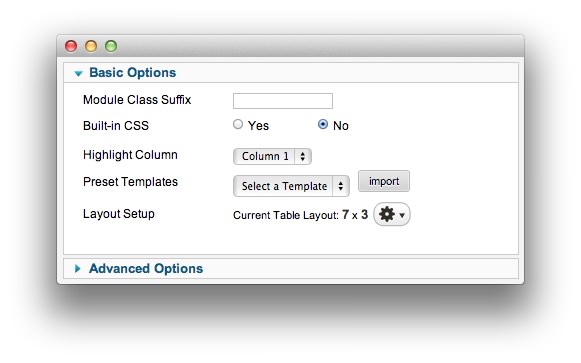 Basic Options
Module Class Suffix
Built-in CSS Yes No
Highlight Column Column 1
Preset Templates Select a Template import
Layout Setup Current Table Layout: 7 x 3
Advanced Options